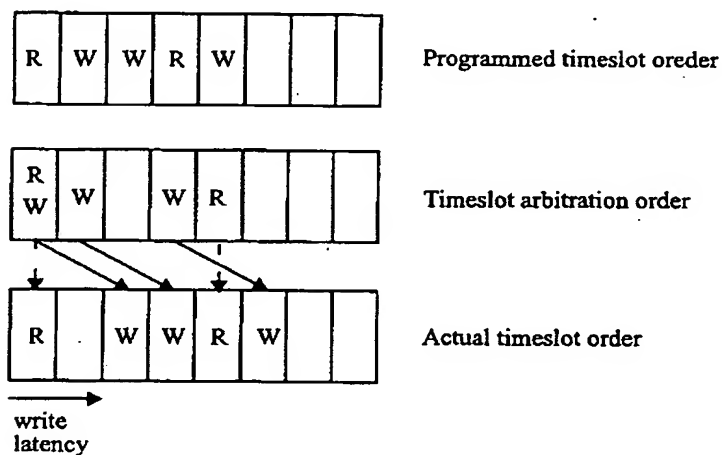 R W W R W Programmed timeslot oreder
R
W W W R Timeslot arbitration order
R W W R W Actual timeslot order
write
latency